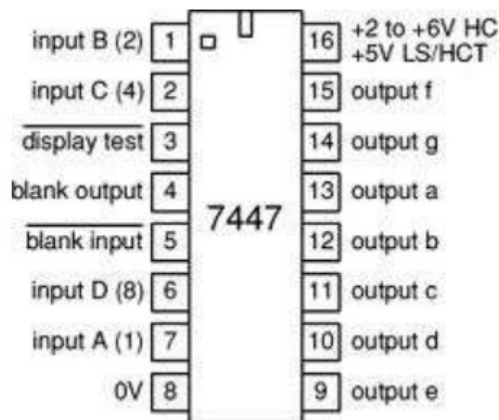 input B (2) 1
input C (4) 2
display test 3
blank output 4
blank input 5
input D (8) 6
input A (1) 7
0V 8
7447
16 +2 to +6V HC
+5V LS/HCT
15 output f
14 output g
13 output a
12 output b
11 output c
10 output d
9 output e